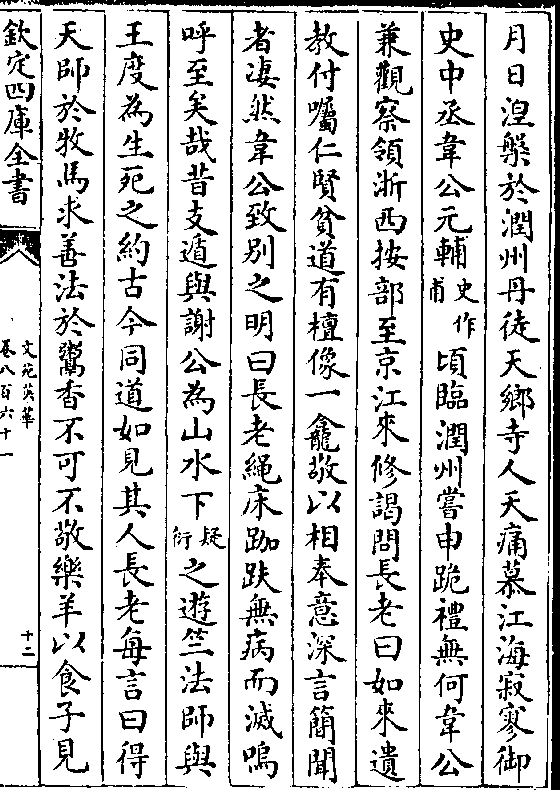 月日涅槃於潤州丹徒天鄉寺人天痛慕江海寂寥御
史中丞韋公元輔史作甫頃臨潤州嘗申跪禮無何韋公
兼觀察領浙西按部至京江來修謁問長老曰如來遺
教付囑仁賢貧道有檀像一龕敬以相奉意深言簡聞
者凄然韋公致別之明日長老繩床跏趺無病而滅嗚
呼至矣哉昔支遁與謝公為山水下疑衍之遊竺法師與
王度為生死之約古今同道如見其人長老每言曰得
天師於牧馬求善法於鬻香不可不敬樂羊以食子見
欽定四庫全書
文苑英華
卷八百六十一
十二